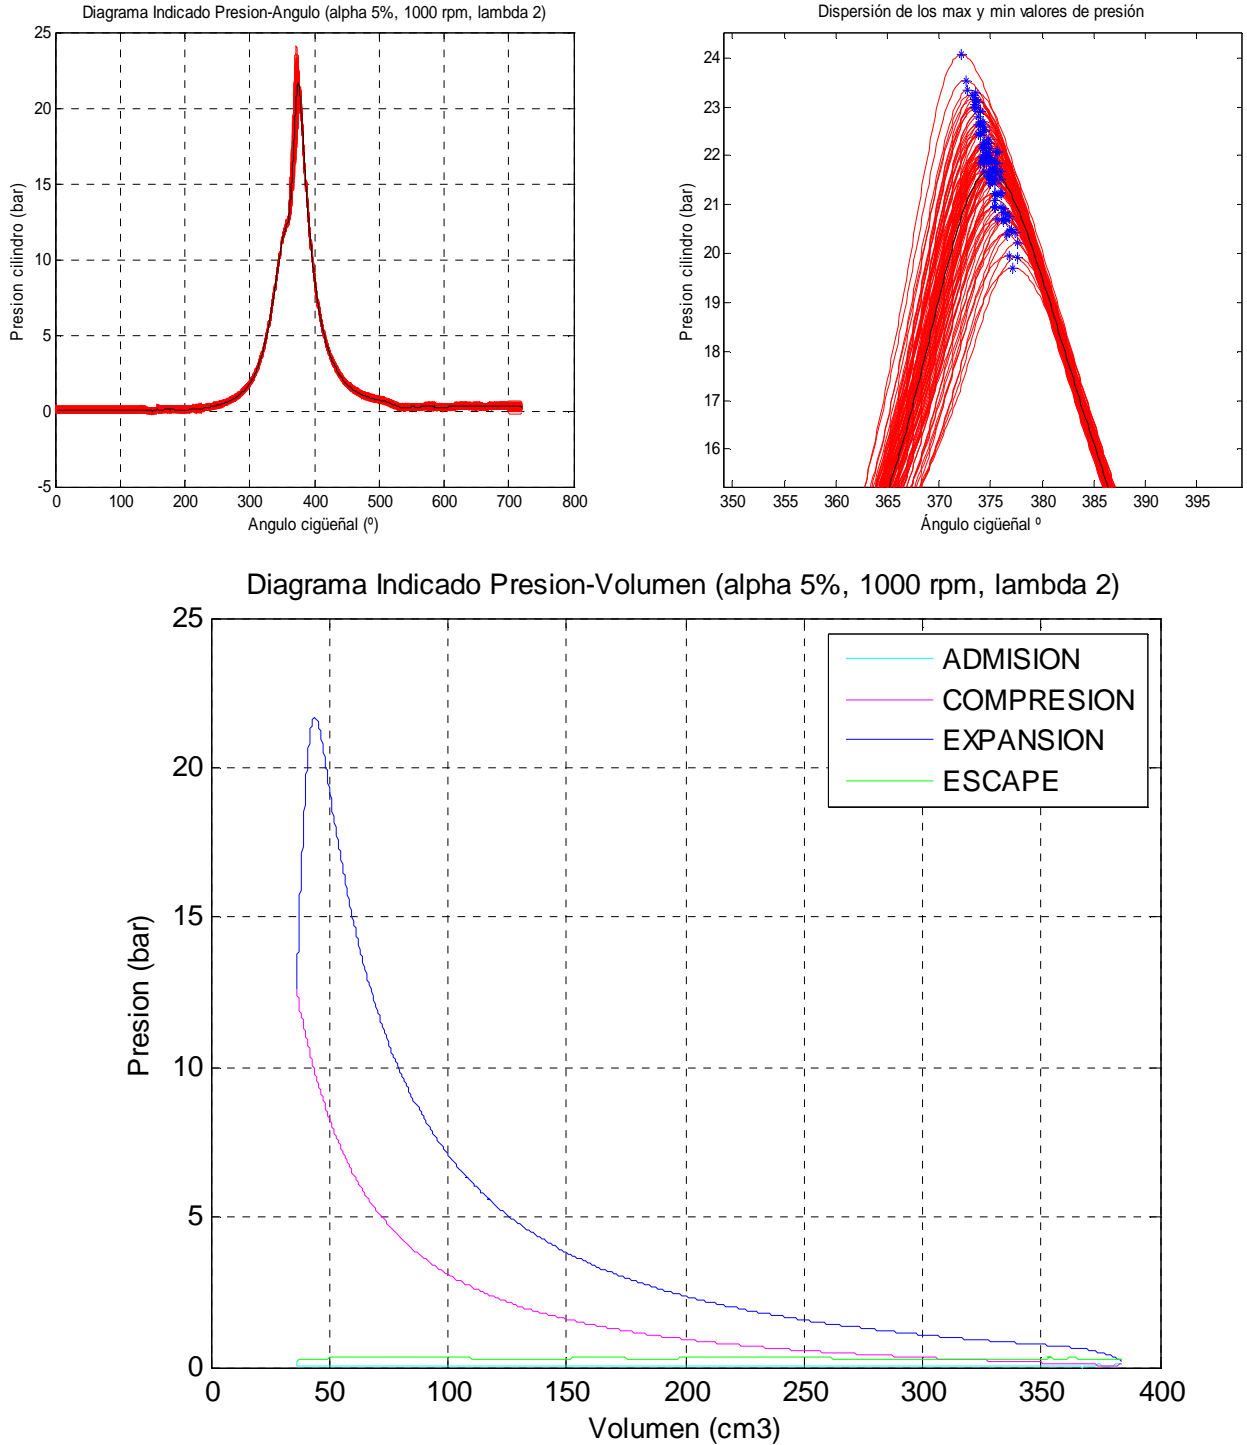 Diagrama Indicado Presion-Angulo (alpha 5%, 1000 rpm, lambda 2)
25
20
15
10
5
0
-5
0 100 200 300 400 500 600 700 800
Presion cilindro (bar)
Angulo cigüeñal (º)
Dispersión de los max y min valores de presión
24
23
22
21
20
19
18
17
16
350 355 360 365 370 375 380 385 390 395
Presion cilindro (bar)
Ángulo cigüeñal º
Diagrama Indicado Presion-Volumen (alpha 5%, 1000 rpm, lambda 2)
25
20
15
10
5
0
0 50 100 150 200 250 300 350 400
Presion (bar)
Volumen (cm3)
ADMISION
COMPRESION
EXPANSION
ESCAPE